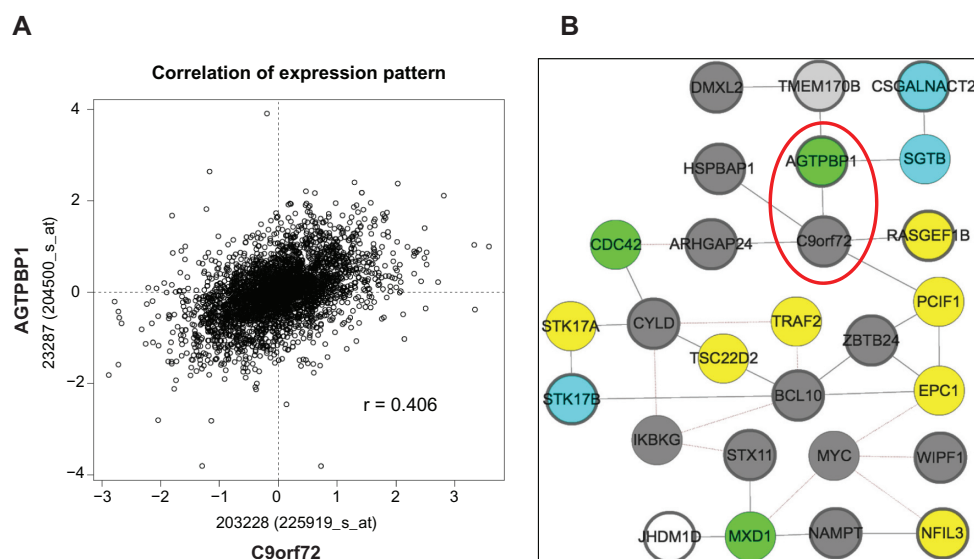 A
B
Correlation of expression pattern
AGTPBP1
23287 (204500_s_at)
4
2
0
−2
−4
r = 0.406
−3 −2 −1 0 1 2 3
203228 (225919_s_at)
C9orf72
DMXL2 TMEM170B CSGALNACT2
HSPBAP1 AGTPBP1 SGTB
CDC42 ARHGAP24 C9orf72 RASGEF1B
STK17A CYLD TRAF2 PCIF1
TSC22D2 ZBTB24
STK17B BCL10 EPC1
IKBKG STX11 MYC WIPF1
JHDM1D MXD1 NAMPT NFIL3